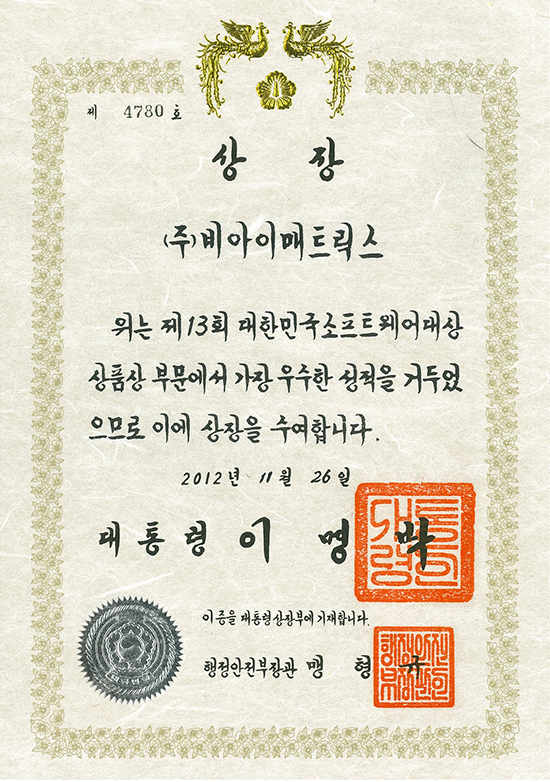 제 4780 호
상 장
(주)비아이매트릭스
위는 제13회 대한민국소프트웨어대상
상품상 부문에서 가장 우수한 성적을 거두었
으므로 이에 상장을 수여합니다.
2012년 11월 26일
대통령 이 명 박
이 증을 대통령상장부에 기재합니다.
행정안전부장관 맹 형 규